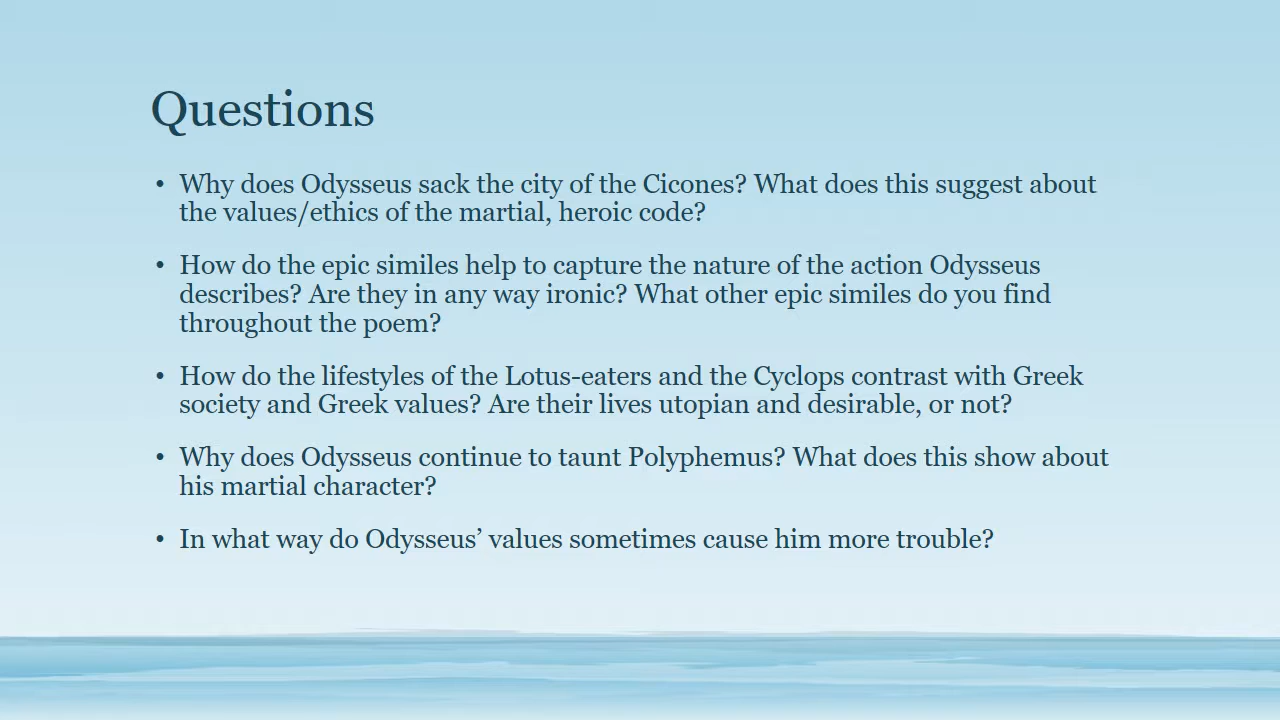 Questions
• Why does Odysseus sack the city of the Cicones? What does this suggest about
the values/ethics of the martial, heroic code?
• How do the epic similes help to capture the nature of the action Odysseus
describes? Are they in any way ironic? What other epic similes do you find
throughout the poem?
• How do the lifestyles of the Lotus-eaters and the Cyclops contrast with Greek
society and Greek values? Are their lives utopian and desirable, or not?
• Why does Odysseus continue to taunt Polyphemus? What does this show about
his martial character?
• In what way do Odysseus’ values sometimes cause him more trouble?